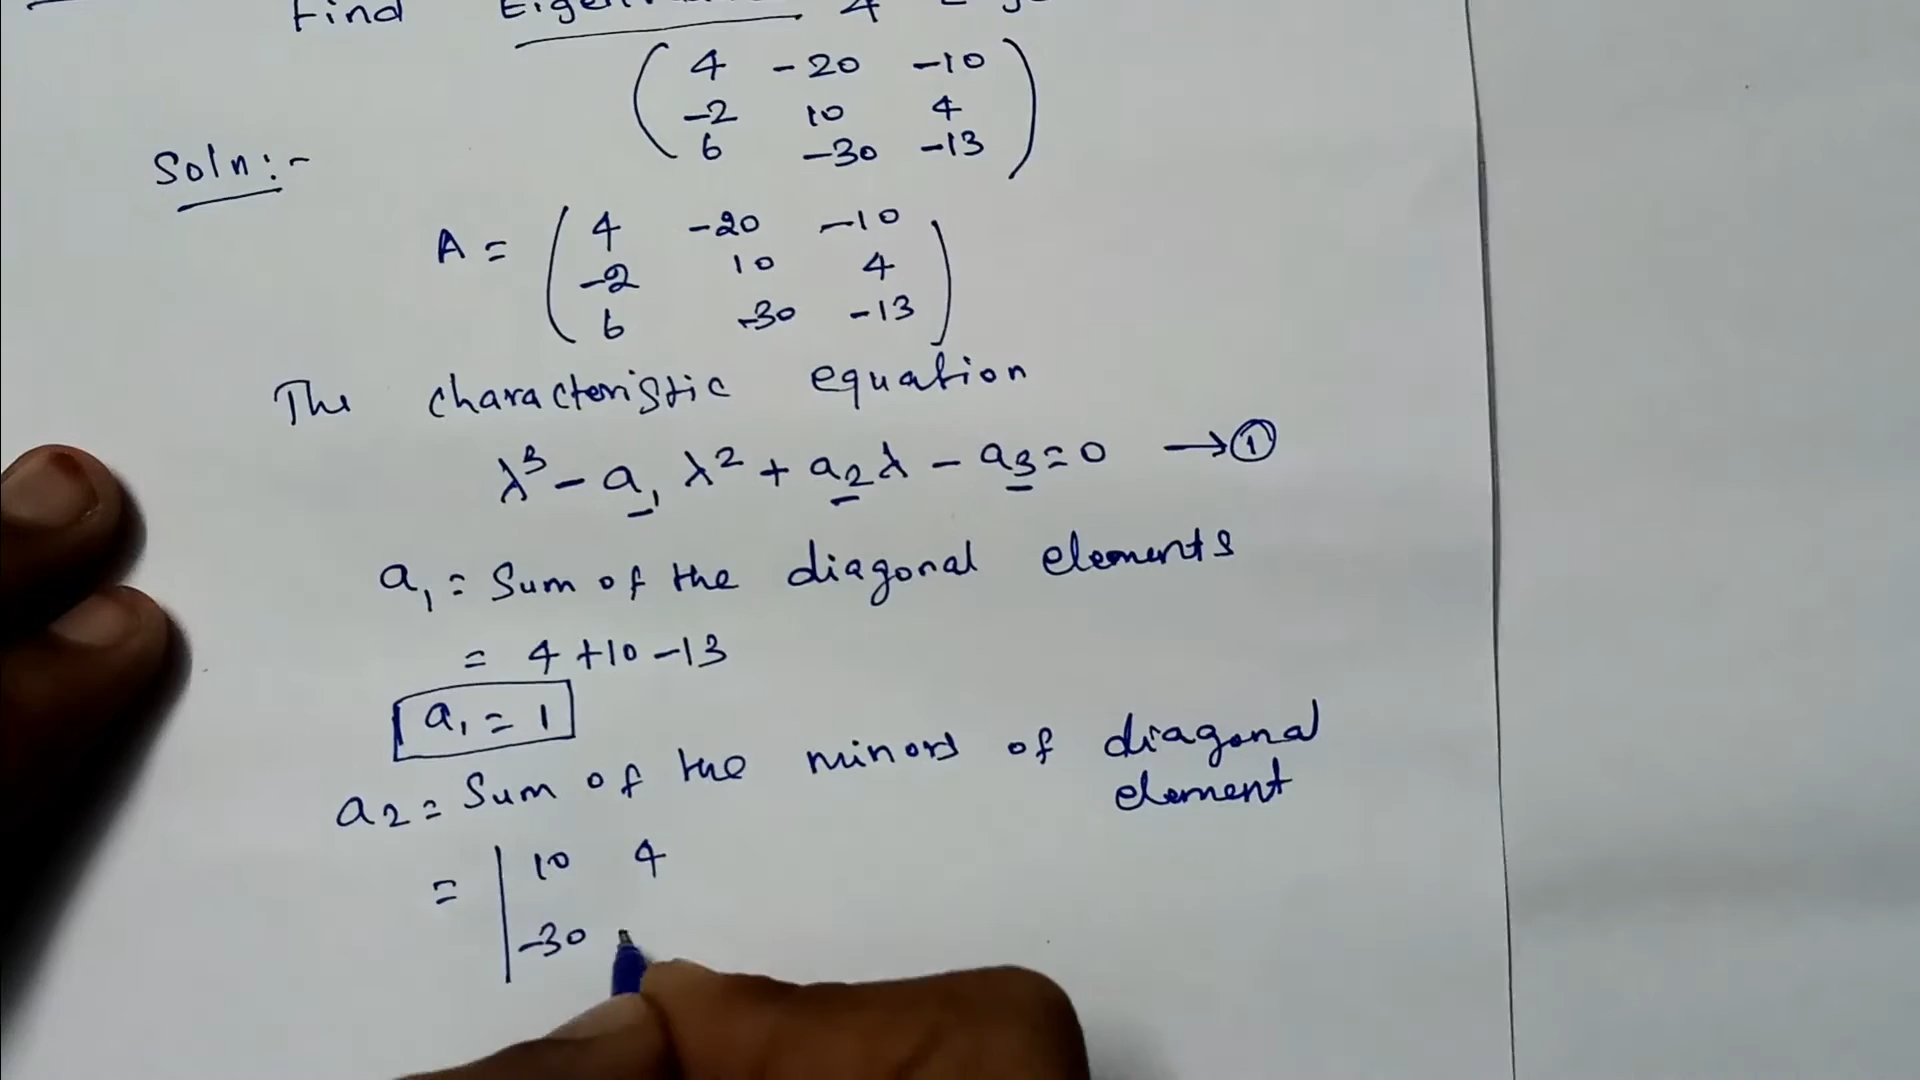 Find
4 -20 -10
-2 10 4
6 -30 -13
Soln:-
A = 4 -20 -10
-2 10 4
6 -30 -13
The characteristic equation
λ³ - a₁ λ² + a₂λ - a₃ = 0 → ①
a₁ = Sum of the diagonal elements
= 4 + 10 - 13
a₁ = 1
a₂ = Sum of the minors of diagonal
element
= | 10 4
-30